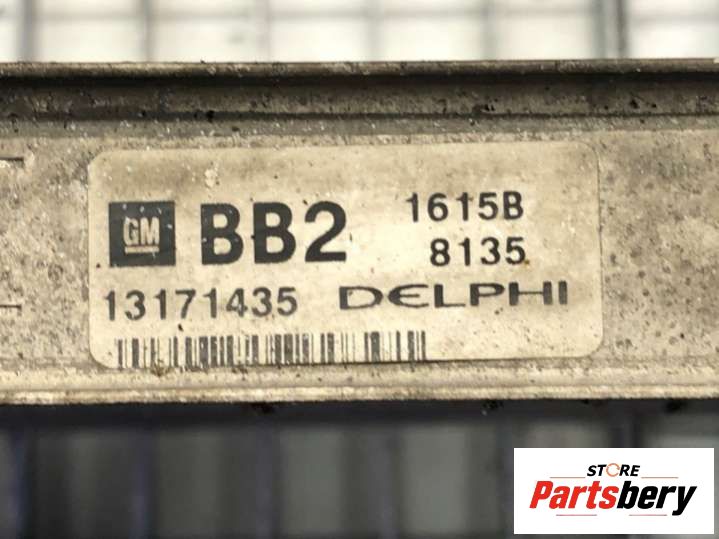 GM BB2 1615B
8135
13171435 DELPHI
STORE
Partsbery